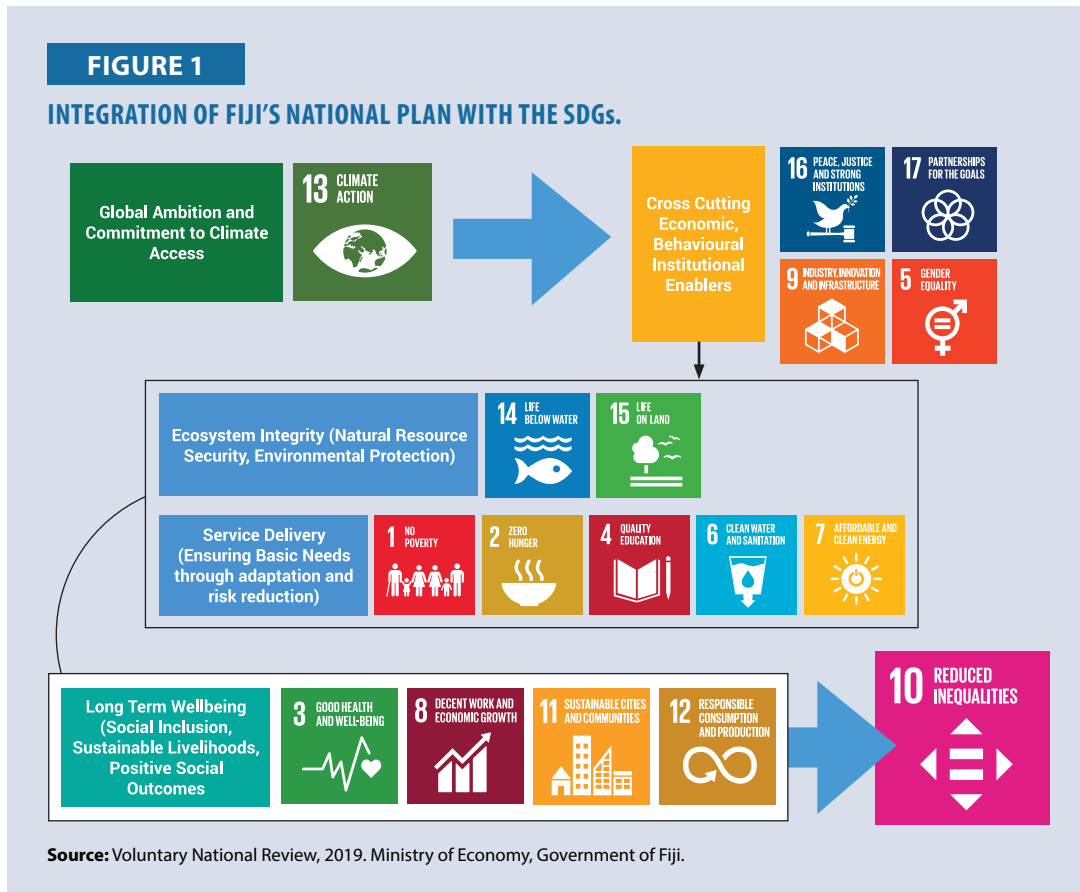 FIGURE 1
INTEGRATION OF FIJI'S NATIONAL PLAN WITH THE SDGs.
Global Ambition and
Commitment to Climate
Access
13 CLIMATE
ACTION
Cross Cutting
Economic,
Behavioural
Institutional
Enablers
16 PEACE, JUSTICE
AND STRONG
INSTITUTIONS
17 PARTNERSHIPS
FOR THE GOALS
9 INDUSTRY, INNOVATION
AND INFRASTRUCTURE
5 GENDER
EQUALITY
Ecosystem Integrity (Natural Resource
Security, Environmental Protection)
14 LIFE
BELOW WATER
15 LIFE
ON LAND
Service Delivery
(Ensuring Basic Needs
through adaptation and
risk reduction)
1 NO
POVERTY
2 ZERO
HUNGER
4 QUALITY
EDUCATION
6 CLEAN WATER
AND SANITATION
7 AFFORDABLE AND
CLEAN ENERGY
Long Term Wellbeing
(Social Inclusion,
Sustainable Livelihoods,
Positive Social
Outcomes
3 GOOD HEALTH
AND WELL-BEING
8 DECENT WORK AND
ECONOMIC GROWTH
11 SUSTAINABLE CITIES
AND COMMUNITIES
12 RESPONSIBLE
CONSUMPTION
AND PRODUCTION
10 REDUCED
INEQUALITIES
Source: Voluntary National Review, 2019. Ministry of Economy, Government of Fiji.